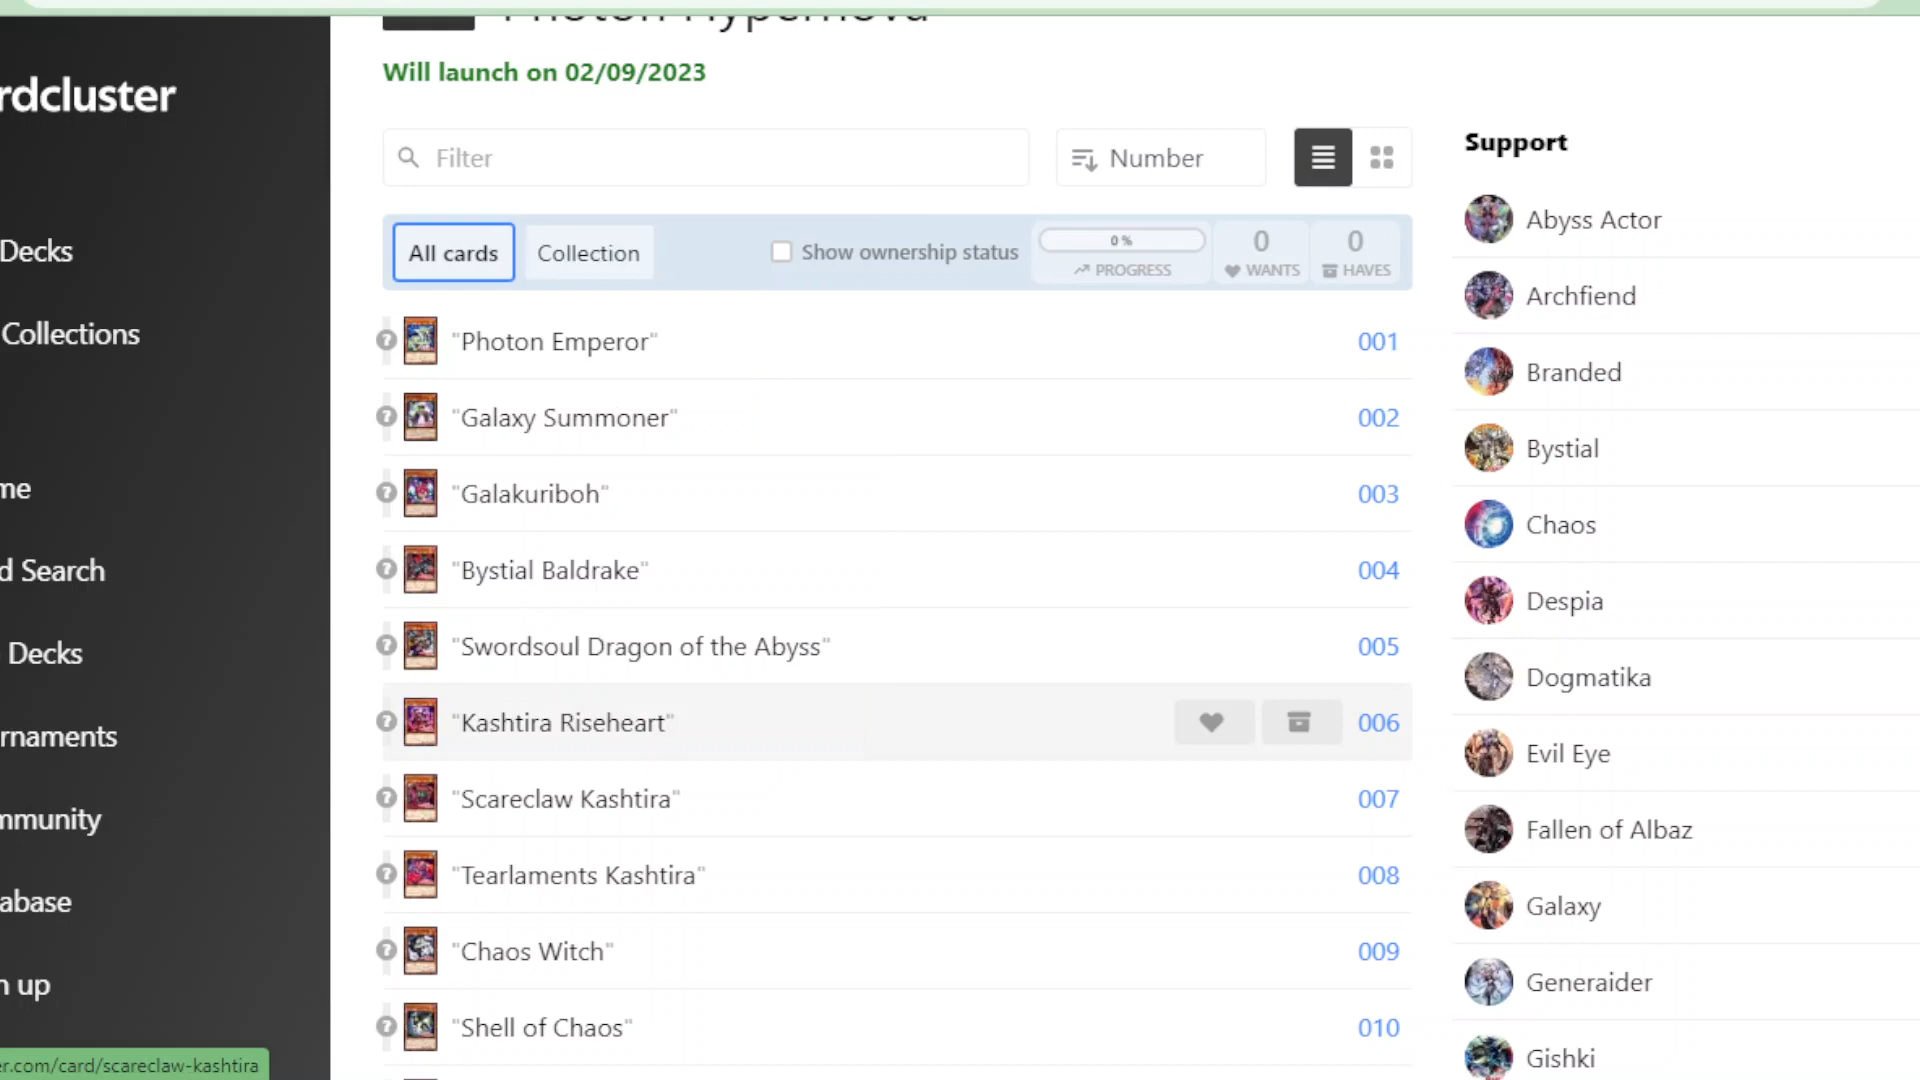 Photon Hypernova
Will launch on 02/09/2023
rdcluster
Decks
Collections
me
d Search
Decks
rnaments
mmunity
abase
n up
er.com/card/scareclaw-kashtira
Filter
Number
All cards
Collection
Show ownership status
0 %
PROGRESS
0
WANTS
0
HAVES
"Photon Emperor" 001
"Galaxy Summoner" 002
"Galakuriboh" 003
"Bystial Baldrake" 004
"Swordsoul Dragon of the Abyss" 005
"Kashtira Riseheart" 006
"Scareclaw Kashtira" 007
"Tearlaments Kashtira" 008
"Chaos Witch" 009
"Shell of Chaos" 010
Support
Abyss Actor
Archfiend
Branded
Bystial
Chaos
Despia
Dogmatika
Evil Eye
Fallen of Albaz
Galaxy
Generaider
Gishki